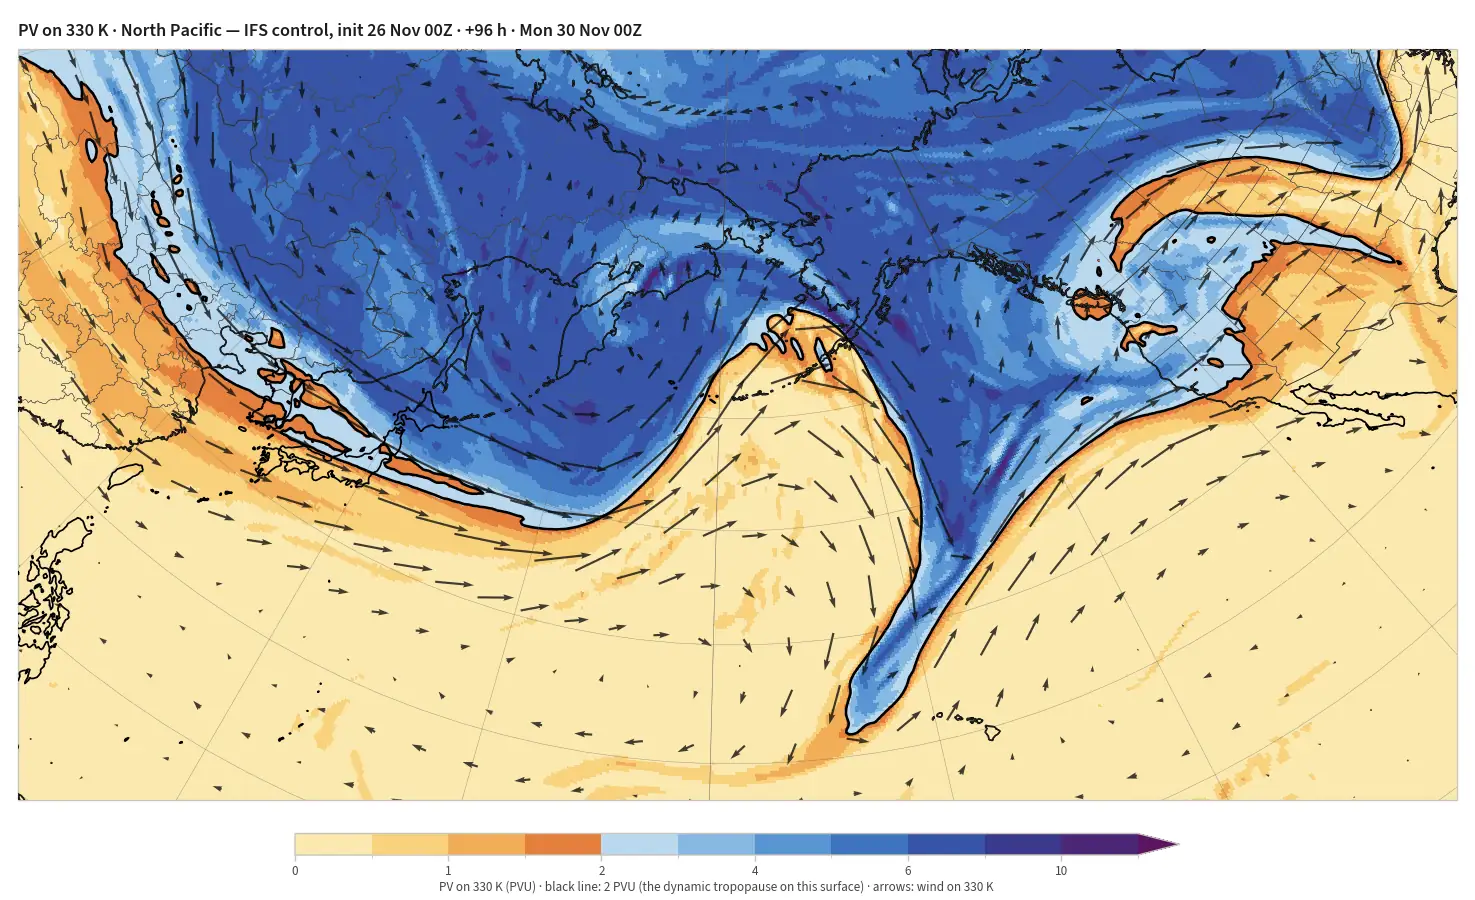 PV on 330 K · North Pacific — IFS control, init 26 Nov 00Z · +96 h · Mon 30 Nov 00Z
0 1 2 4 6 10
PV on 330 K (PVU) · black line: 2 PVU (the dynamic tropopause on this surface) · arrows: wind on 330 K